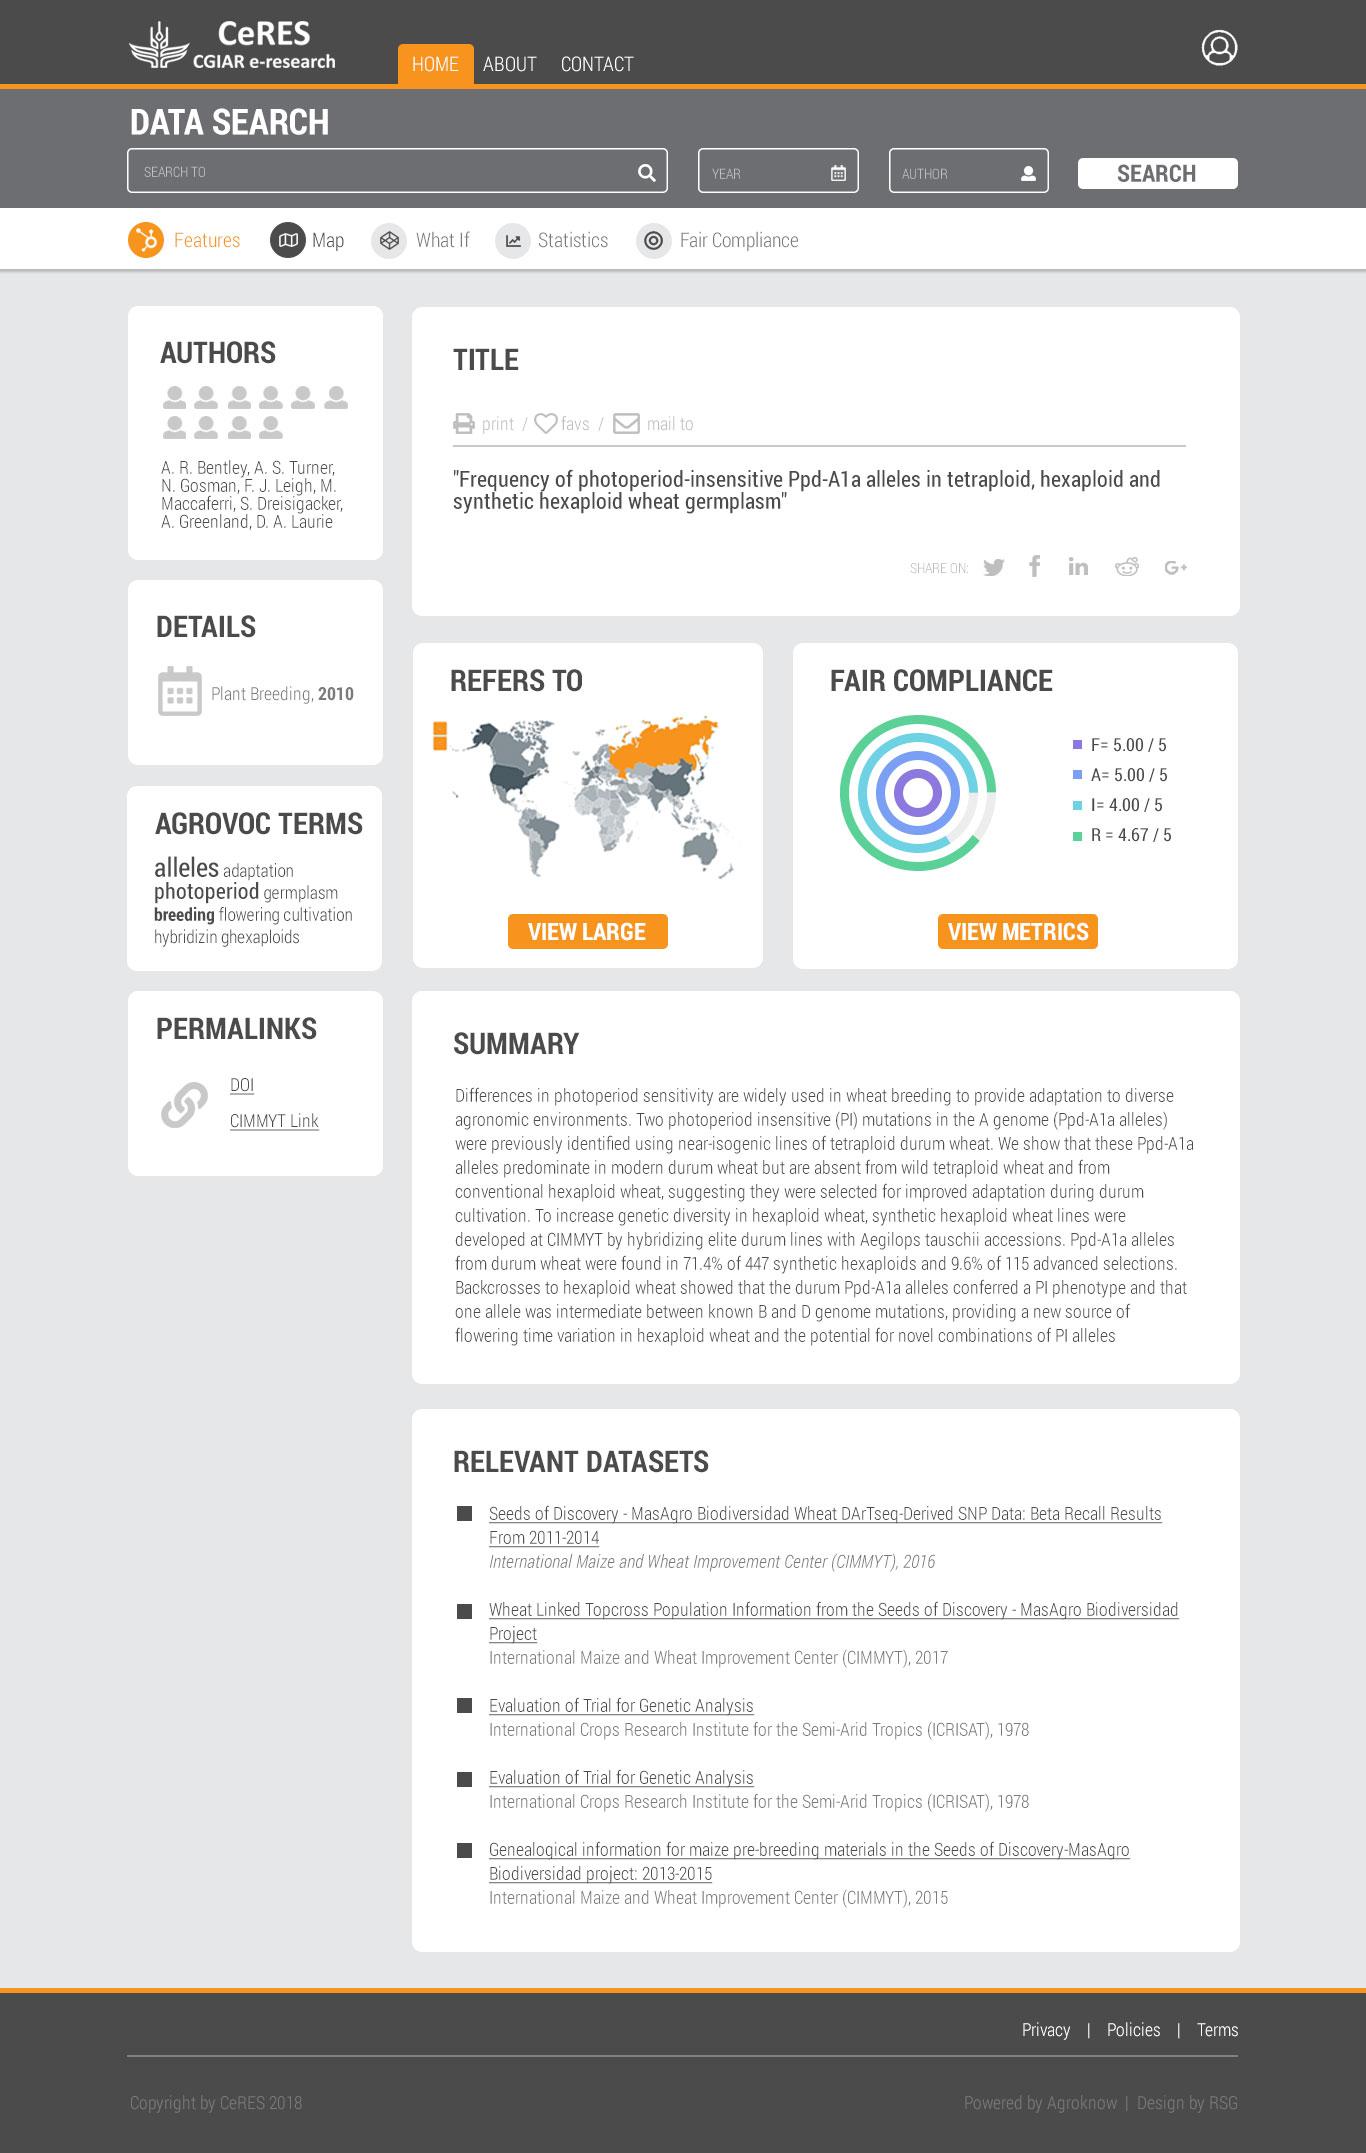 CeRES
CGIAR e-research
HOME ABOUT CONTACT
DATA SEARCH
SEARCH TO
YEAR
AUTHOR
SEARCH
Features
Map
What If
Statistics
Fair Compliance
AUTHORS
A. R. Bentley, A. S. Turner,
N. Gosman, F. J. Leigh, M.
Maccaferri, S. Dreisigacker,
A. Greenland, D. A. Laurie
DETAILS
Plant Breeding, 2010
AGROVOC TERMS
alleles adaptation
photoperiod germplasm
breeding flowering cultivation
hybridizin ghexaploids
PERMALINKS
DOI
CIMMYT Link
TITLE
print / favs / mail to
"Frequency of photoperiod-insensitive Ppd-A1a alleles in tetraploid, hexaploid and
synthetic hexaploid wheat germplasm"
SHARE ON:
REFERS TO
VIEW LARGE
FAIR COMPLIANCE
F= 5.00 / 5
A= 5.00 / 5
I= 4.00 / 5
R = 4.67 / 5
VIEW METRICS
SUMMARY
Differences in photoperiod sensitivity are widely used in wheat breeding to provide adaptation to diverse
agronomic environments. Two photoperiod insensitive (PI) mutations in the A genome (Ppd-A1a alleles)
were previously identified using near-isogenic lines of tetraploid durum wheat. We show that these Ppd-A1a
alleles predominate in modern durum wheat but are absent from wild tetraploid wheat and from
conventional hexaploid wheat, suggesting they were selected for improved adaptation during durum
cultivation. To increase genetic diversity in hexaploid wheat, synthetic hexaploid wheat lines were
developed at CIMMYT by hybridizing elite durum lines with Aegilops tauschii accessions. Ppd-A1a alleles
from durum wheat were found in 71.4% of 447 synthetic hexaploids and 9.6% of 115 advanced selections.
Backcrosses to hexaploid wheat showed that the durum Ppd-A1a alleles conferred a PI phenotype and that
one allele was intermediate between known B and D genome mutations, providing a new source of
flowering time variation in hexaploid wheat and the potential for novel combinations of PI alleles
RELEVANT DATASETS
Seeds of Discovery - MasAgro Biodiversidad Wheat DArTseq-Derived SNP Data: Beta Recall Results
From 2011-2014
International Maize and Wheat Improvement Center (CIMMYT), 2016
Wheat Linked Topcross Population Information from the Seeds of Discovery - MasAgro Biodiversidad
Project
International Maize and Wheat Improvement Center (CIMMYT), 2017
Evaluation of Trial for Genetic Analysis
International Crops Research Institute for the Semi-Arid Tropics (ICRISAT), 1978
Evaluation of Trial for Genetic Analysis
International Crops Research Institute for the Semi-Arid Tropics (ICRISAT), 1978
Genealogical information for maize pre-breeding materials in the Seeds of Discovery-MasAgro
Biodiversidad project: 2013-2015
International Maize and Wheat Improvement Center (CIMMYT), 2015
Privacy | Policies | Terms
Copyright by CeRES 2018
Powered by Agroknow | Design by RSG